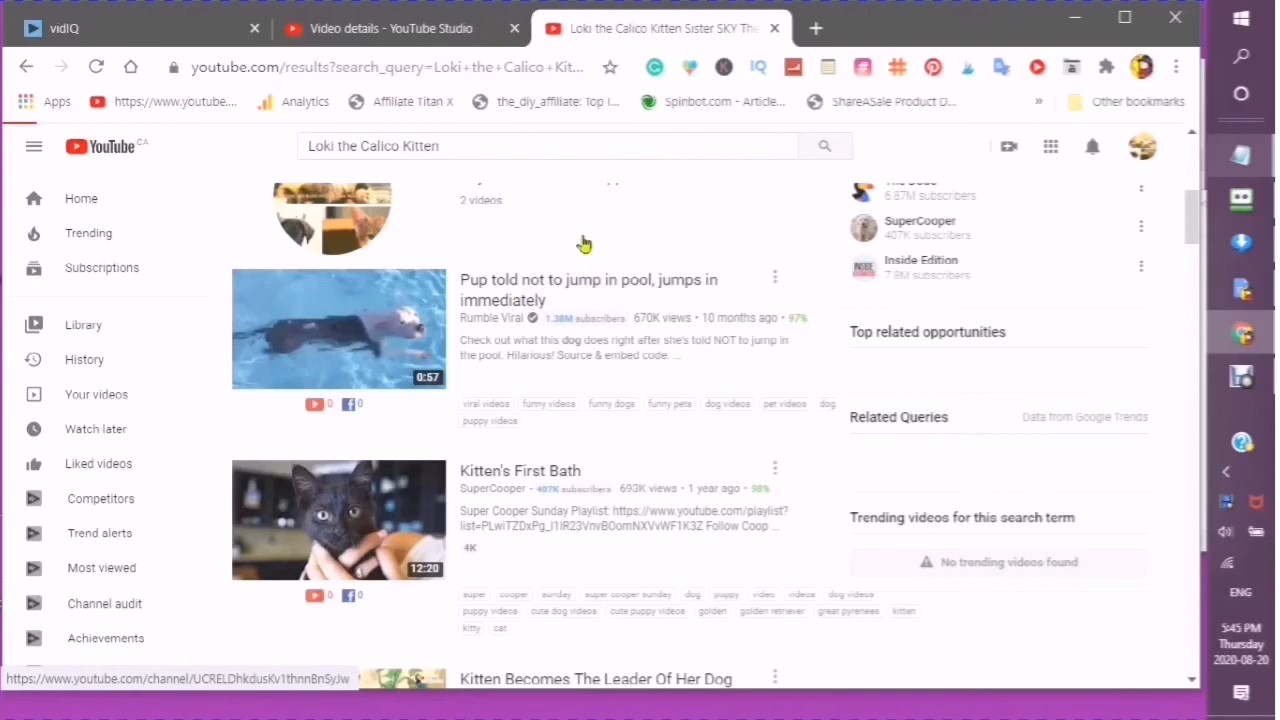 vidIQ
Video details - YouTube Studio
Loki the Calico Kitten Sister SKY The
youtube.com/results?search_query=Loki + the + Calico + Kit...
Apps
https://www.youtube...
Analytics
Affiliate Titan X
the_diy_affiliate: Top I...
Spinbot.com - Article...
ShareASale Product D...
»
Other bookmarks
YouTube CA
Loki the Calico Kitten
Home
Trending
Subscriptions
Library
History
Your videos
Watch later
Liked videos
Competitors
Trend alerts
Most viewed
Channel audit
Achievements
2 videos
Pup told not to jump in pool, jumps in
immediately
Rumble Viral 1.38M subscribers 670K views • 10 months ago • 97%
Check out what this dog does right after she's told NOT to jump in
the pool. Hilarious! Source & embed code. ...
0:57
0 0
viral videos funny videos funny dogs funny pets dog videos pet videos dog
puppy videos
Kitten's First Bath
SuperCooper • 407K subscribers 693K views • 1 year ago • 98%
Super Cooper Sunday Playlist: https://www.youtube.com/playlist?
4K
12:20
0 0
super cooper sunday super cooper sunday dog puppy video videos dog videos
puppy videos cute dog videos cute puppy videos golden golden retriever great pyrenees kitten
kitty cat
Kitten Becomes The Leader Of Her Dog
The Dodo
6.87M subscribers
SuperCooper
407K subscribers
Inside Edition
7.8M subscribers
Top related opportunities
Related Queries
Data from Google Trends
Trending videos for this search term
No trending videos found
https://www.youtube.com/channel/UCRELDhkdusKv1thnnBnSyJw
ENG
5:45 PM
Thursday
2020-08-20